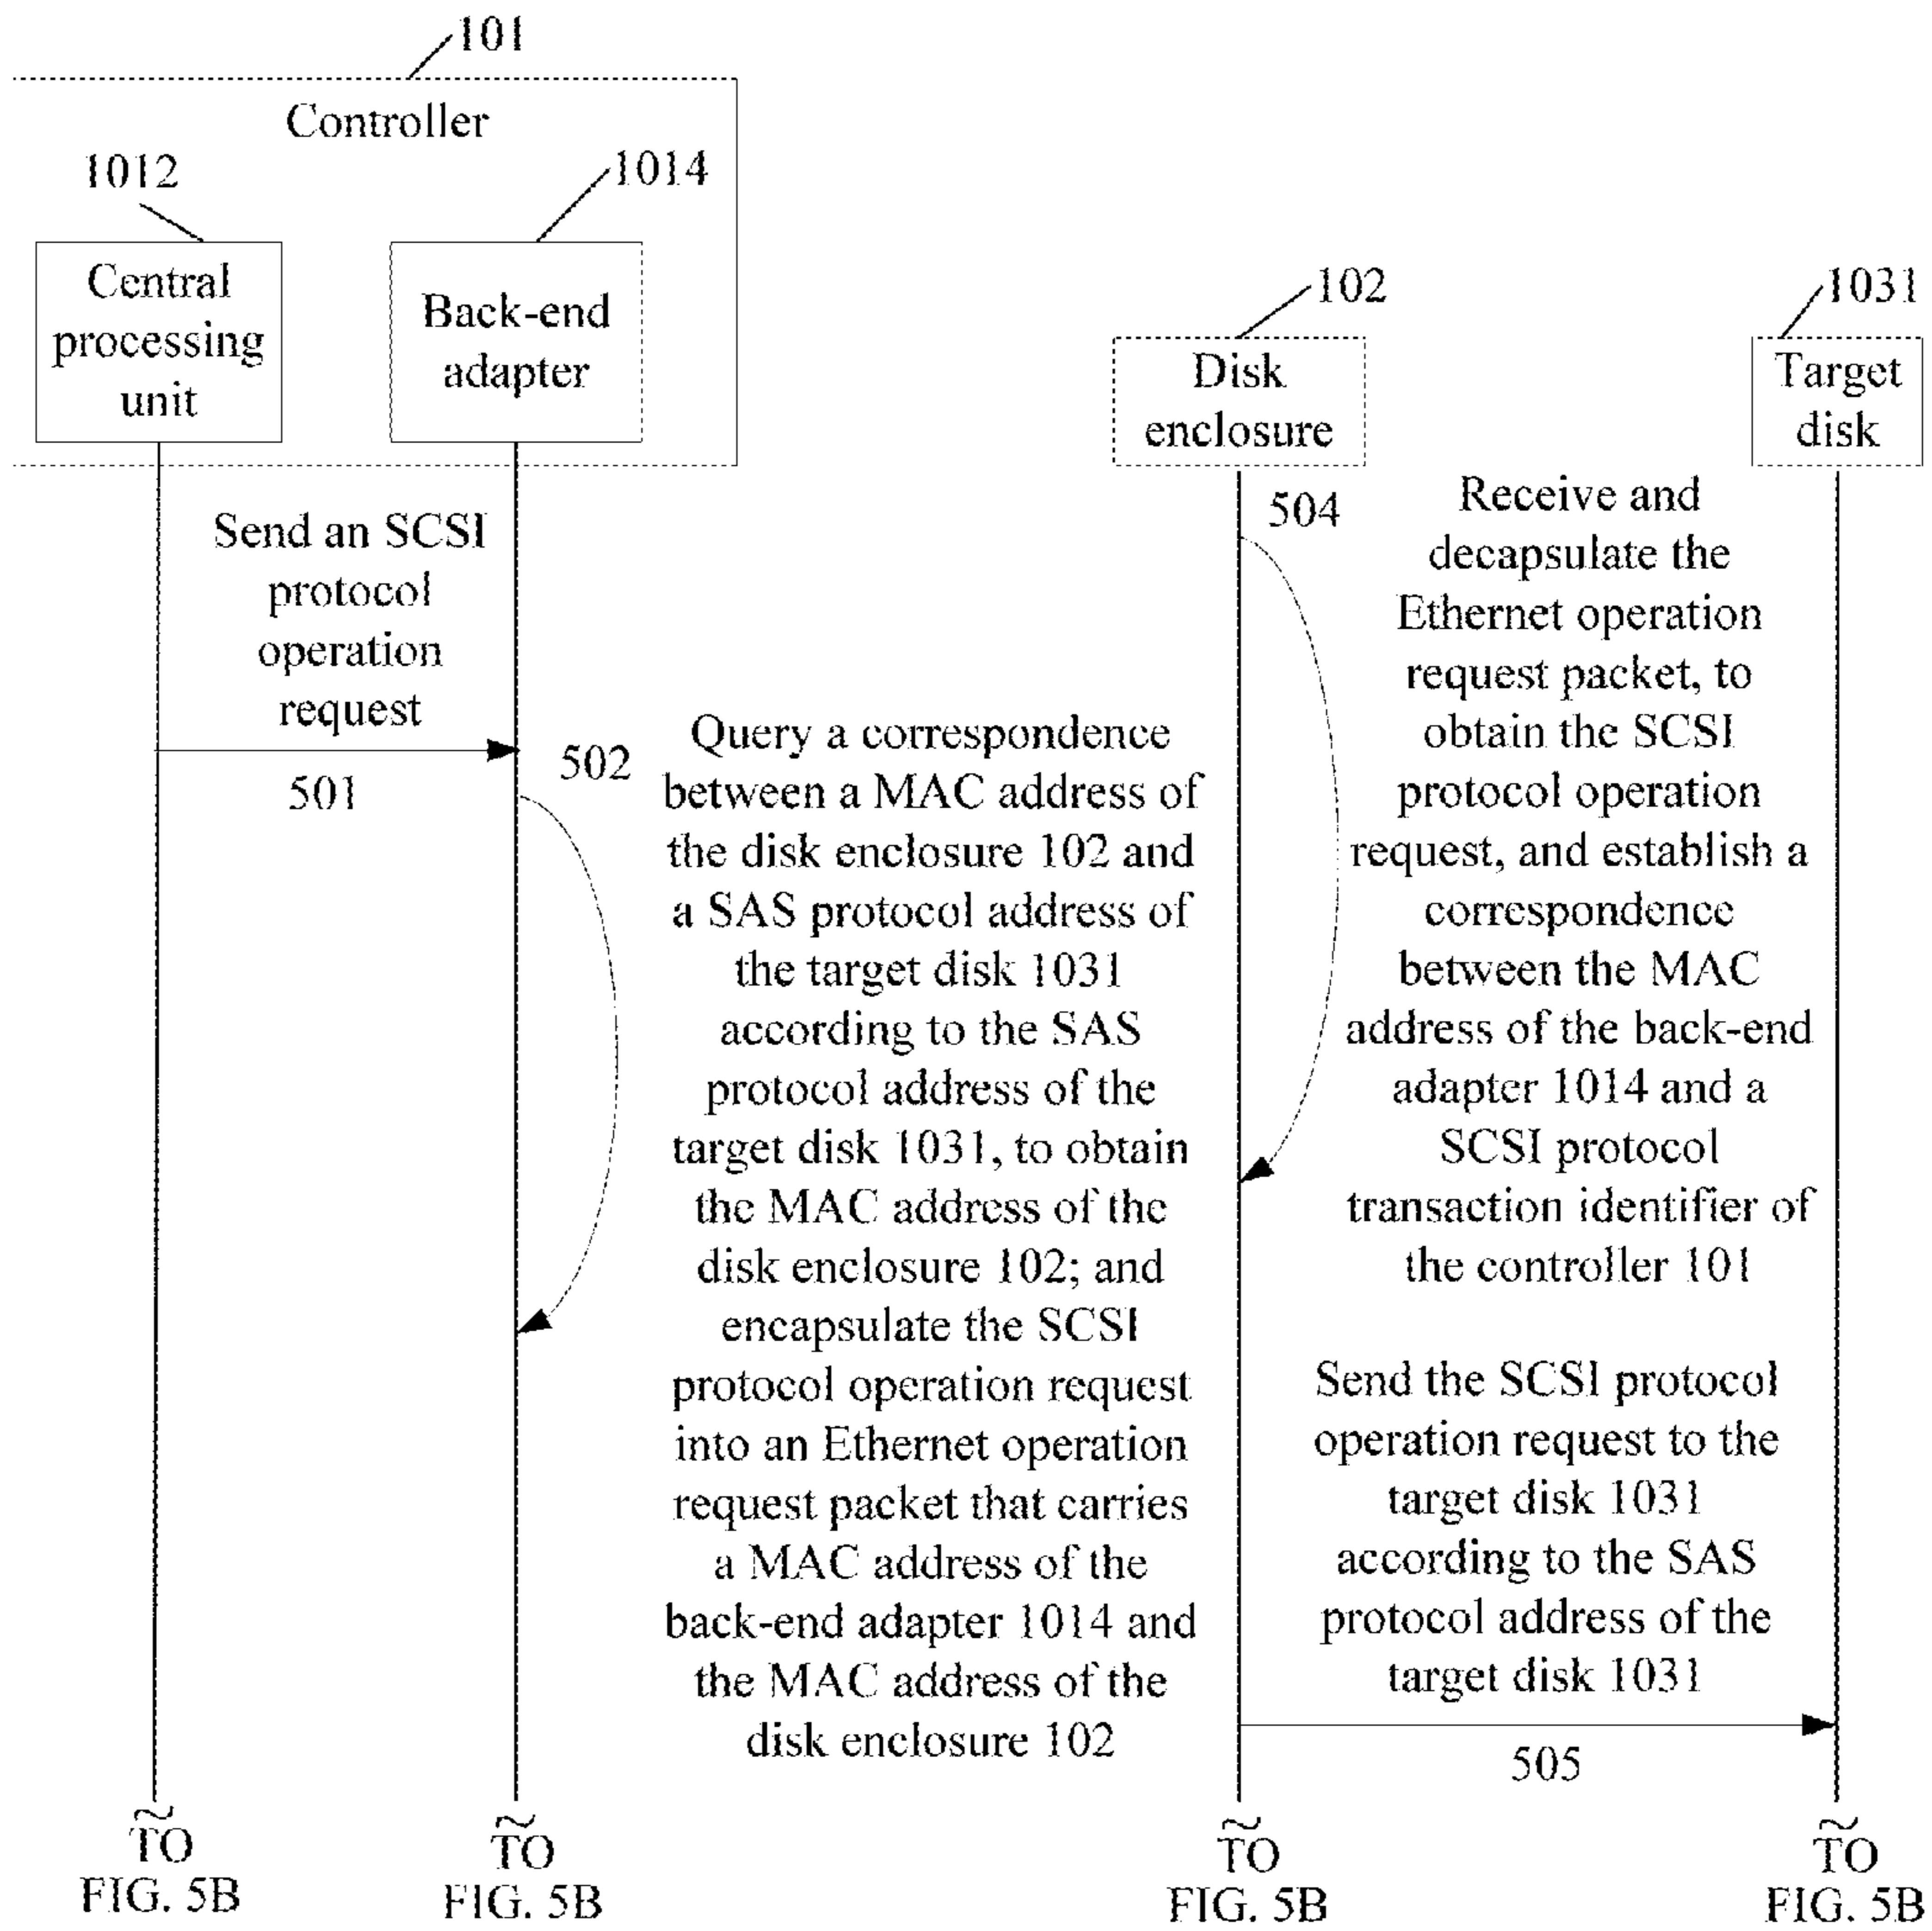 101
Controller
1012
1014
Central
processing
unit
Back-end
adapter
102
1031
Disk
enclosure
Target
disk
Send an SCSI
protocol
operation
request
501
502
Query a correspondence
between a MAC address of
the disk enclosure 102 and
a SAS protocol address of
the target disk 1031
according to the SAS
protocol address of the
target disk 1031, to obtain
the MAC address of the
disk enclosure 102; and
encapsulate the SCSI
protocol operation request
into an Ethernet operation
request packet that carries
a MAC address of the
back-end adapter 1014 and
the MAC address of the
disk enclosure 102
504
Receive and
decapsulate the
Ethernet operation
request packet, to
obtain the SCSI
protocol operation
request, and establish a
correspondence
between the MAC
address of the back-end
adapter 1014 and a
SCSI protocol
transaction identifier of
the controller 101
Send the SCSI protocol
operation request to the
target disk 1031
according to the SAS
protocol address of the
target disk 1031
505
TO
FIG. 5B
TO
FIG. 5B
TO
FIG. 5B
TO
FIG. 5B